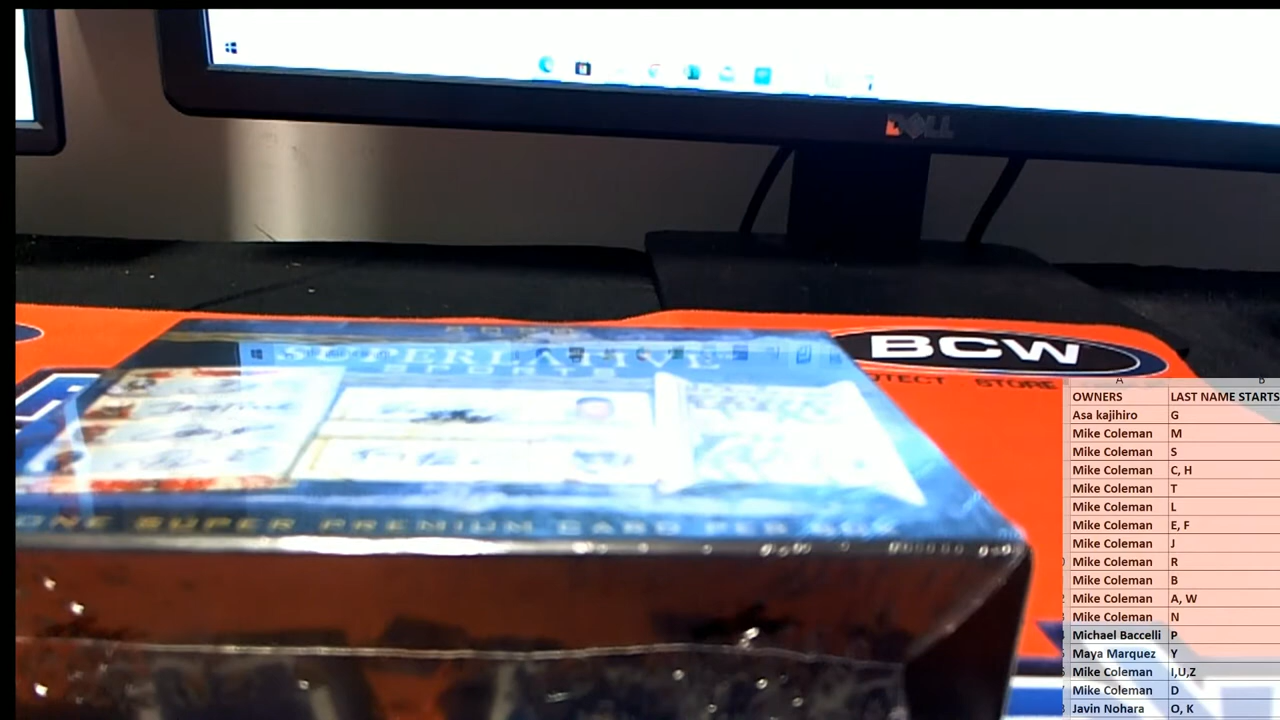 DELL
BCW
STORE
SUPERLATIVE
SPORTS
ONE SUPER PREMIUM CARD PER BOX
A B
OWNERS LAST NAME STARTS
Asa kajihiro G
Mike Coleman M
Mike Coleman S
Mike Coleman C, H
Mike Coleman T
Mike Coleman L
Mike Coleman E, F
Mike Coleman J
Mike Coleman R
Mike Coleman B
Mike Coleman A, W
Mike Coleman N
Michael Baccelli P
Maya Marquez Y
Mike Coleman I,U,Z
Mike Coleman D
Javin Nohara O, K